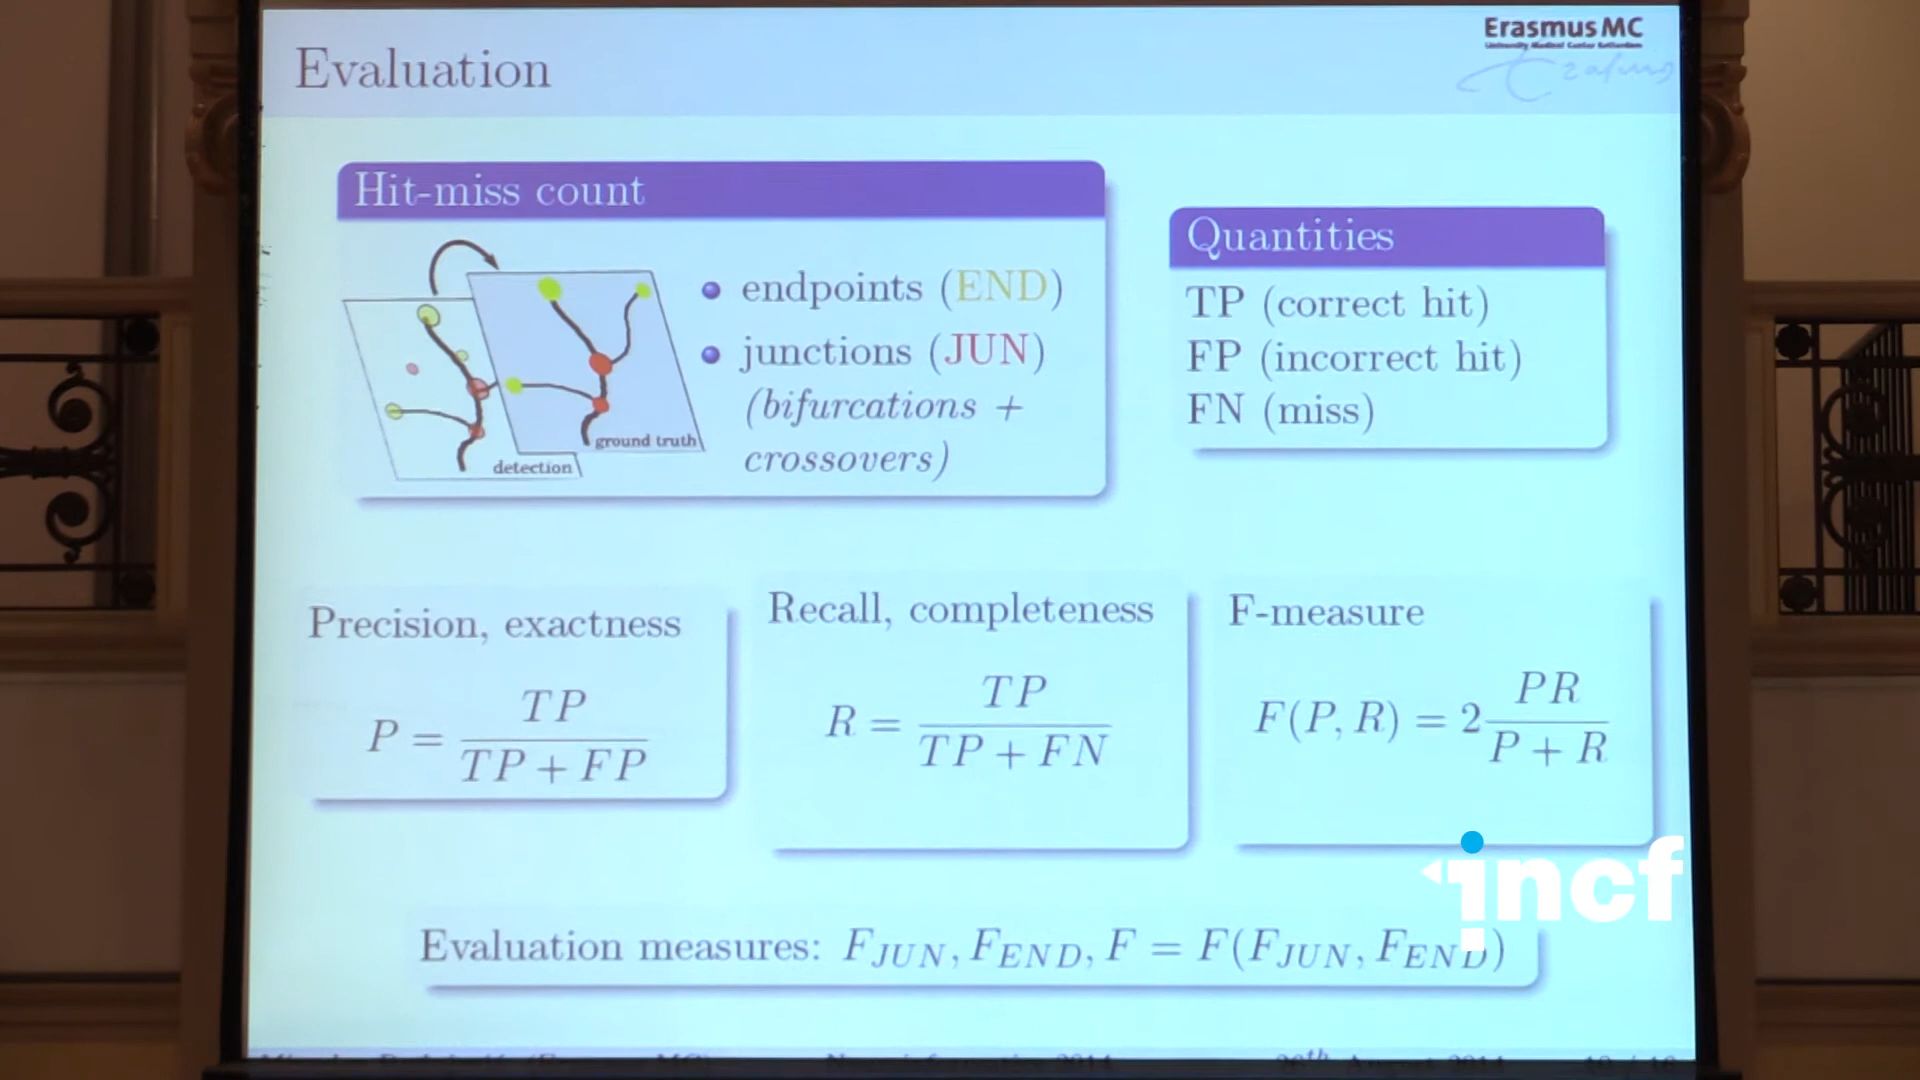 Evaluation
Erasmus MC
Hit-miss count
endpoints (END)
junctions (JUN)
(bifurcations +
crossovers)
ground truth
detection
Quantities
TP (correct hit)
FP (incorrect hit)
FN (miss)
Precision, exactness
P = TP / TP + FP
Recall, completeness
R = TP / TP + FN
F-measure
F(P, R) = 2 PR / P + R
incf
Evaluation measures: F_JUN, F_END, F = F(F_JUN, F_END)